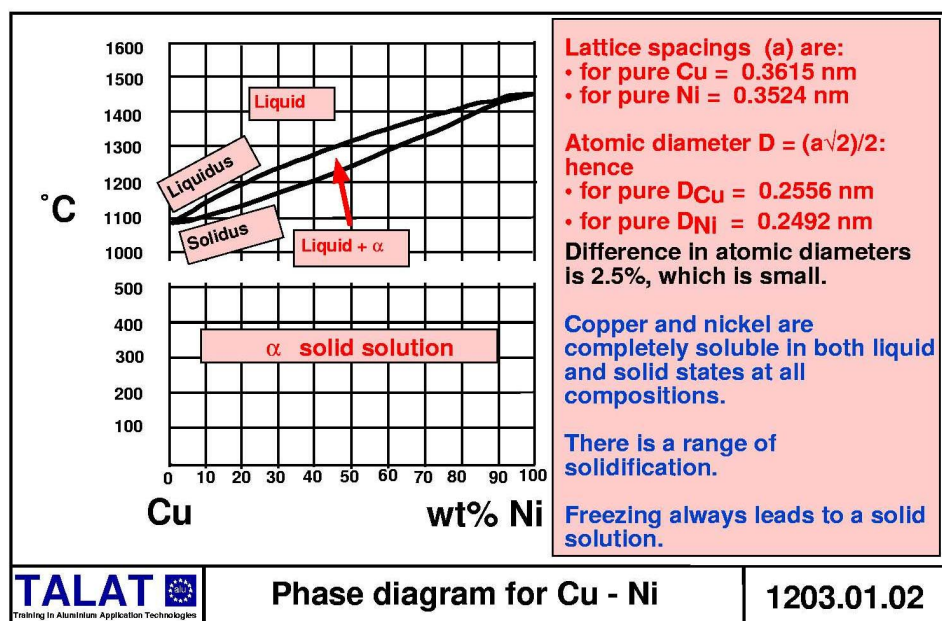 1600
1500
1400
1300
1200
1100
1000
500
400
300
200
100
°C
Liquid
Liquidus
Solidus
Liquid + α
α solid solution
0 10 20 30 40 50 60 70 80 90 100
Cu wt% Ni
Lattice spacings (a) are:
• for pure Cu = 0.3615 nm
• for pure Ni = 0.3524 nm
Atomic diameter D = (a√2)/2:
hence
• for pure DCu = 0.2556 nm
• for pure DNi = 0.2492 nm
Difference in atomic diameters
is 2.5%, which is small.
Copper and nickel are
completely soluble in both liquid
and solid states at all
compositions.
There is a range of
solidification.
Freezing always leads to a solid
solution.
TALAT
alu
Training in Aluminium Application Technologies
Phase diagram for Cu - Ni
1203.01.02